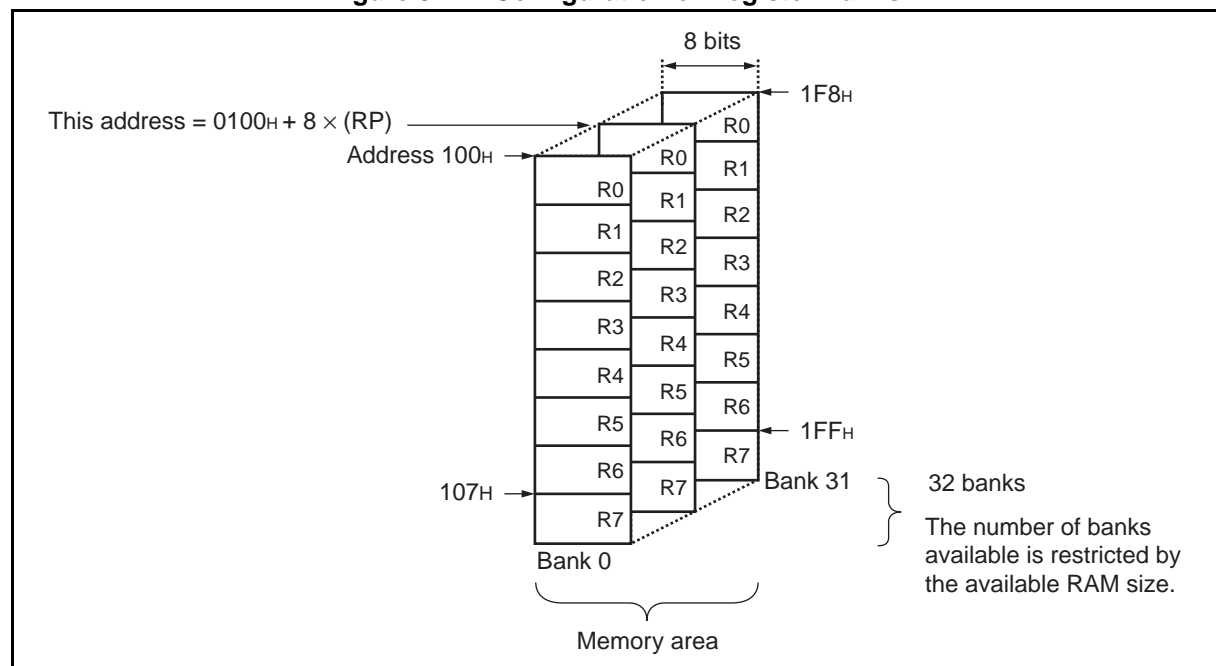 8 bits
1F8H
This address = 0100H + 8 × (RP)
Address 100H
R0
R1
R2
R3
R4
R5
R6
R7
R0
R1
R2
R3
R4
R5
R6
R7
R0
R1
R2
R3
R4
R5
R6
R7
107H
1FFH
Bank 0
Bank 31
32 banks
The number of banks
available is restricted by
the available RAM size.
Memory area